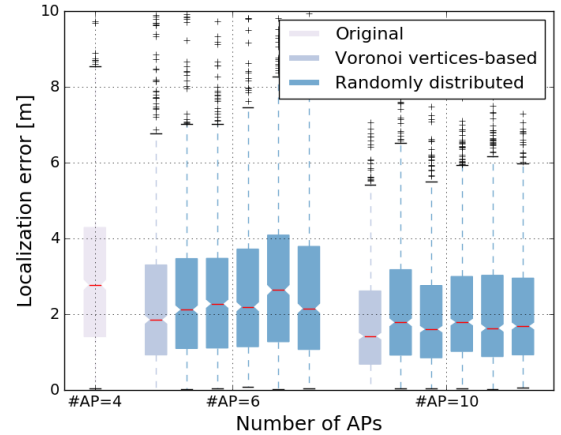 10
8
6
4
2
0
Localization error [m]
Original
Voronoi vertices-based
Randomly distributed
#AP=4 #AP=6 #AP=10
Number of APs